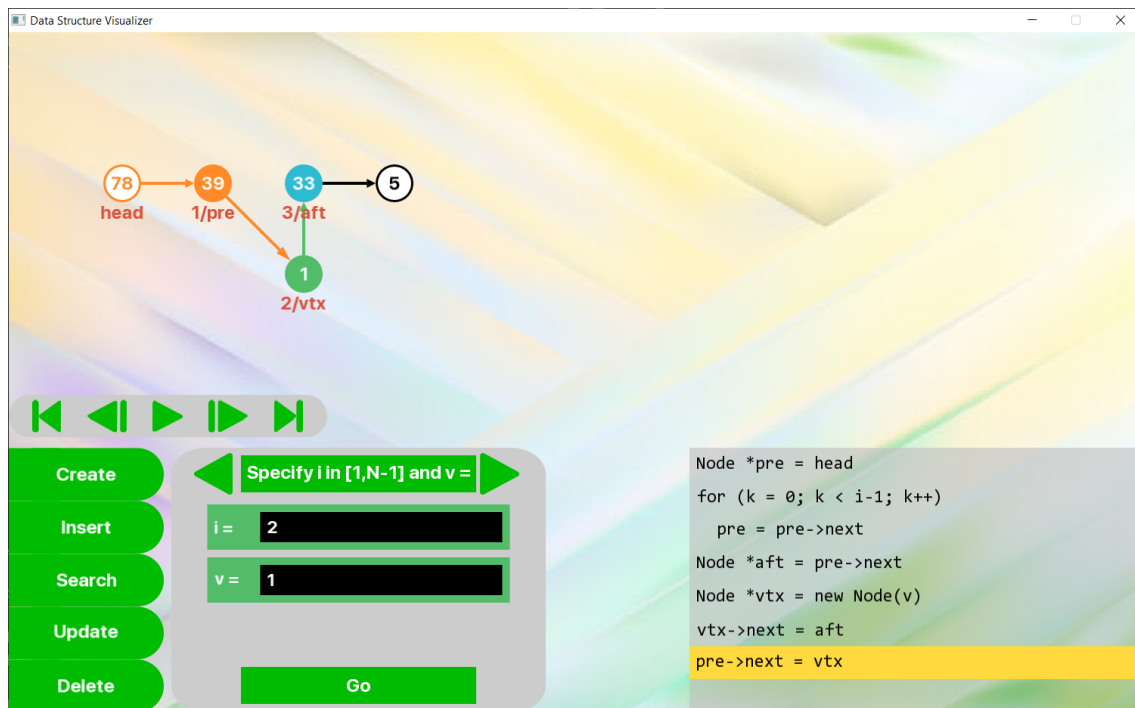 Data Structure Visualizer
78 39 33 5
head 1/pre 3/aft
1
2/vtx
Create
Insert
Search
Update
Delete
Specify i in [1,N-1] and v =
i = 2
v = 1
Go
Node *pre = head
for (k = 0; k < i-1; k++)
pre = pre->next
Node *aft = pre->next
Node *vtx = new Node(v)
vtx->next = aft
pre->next = vtx